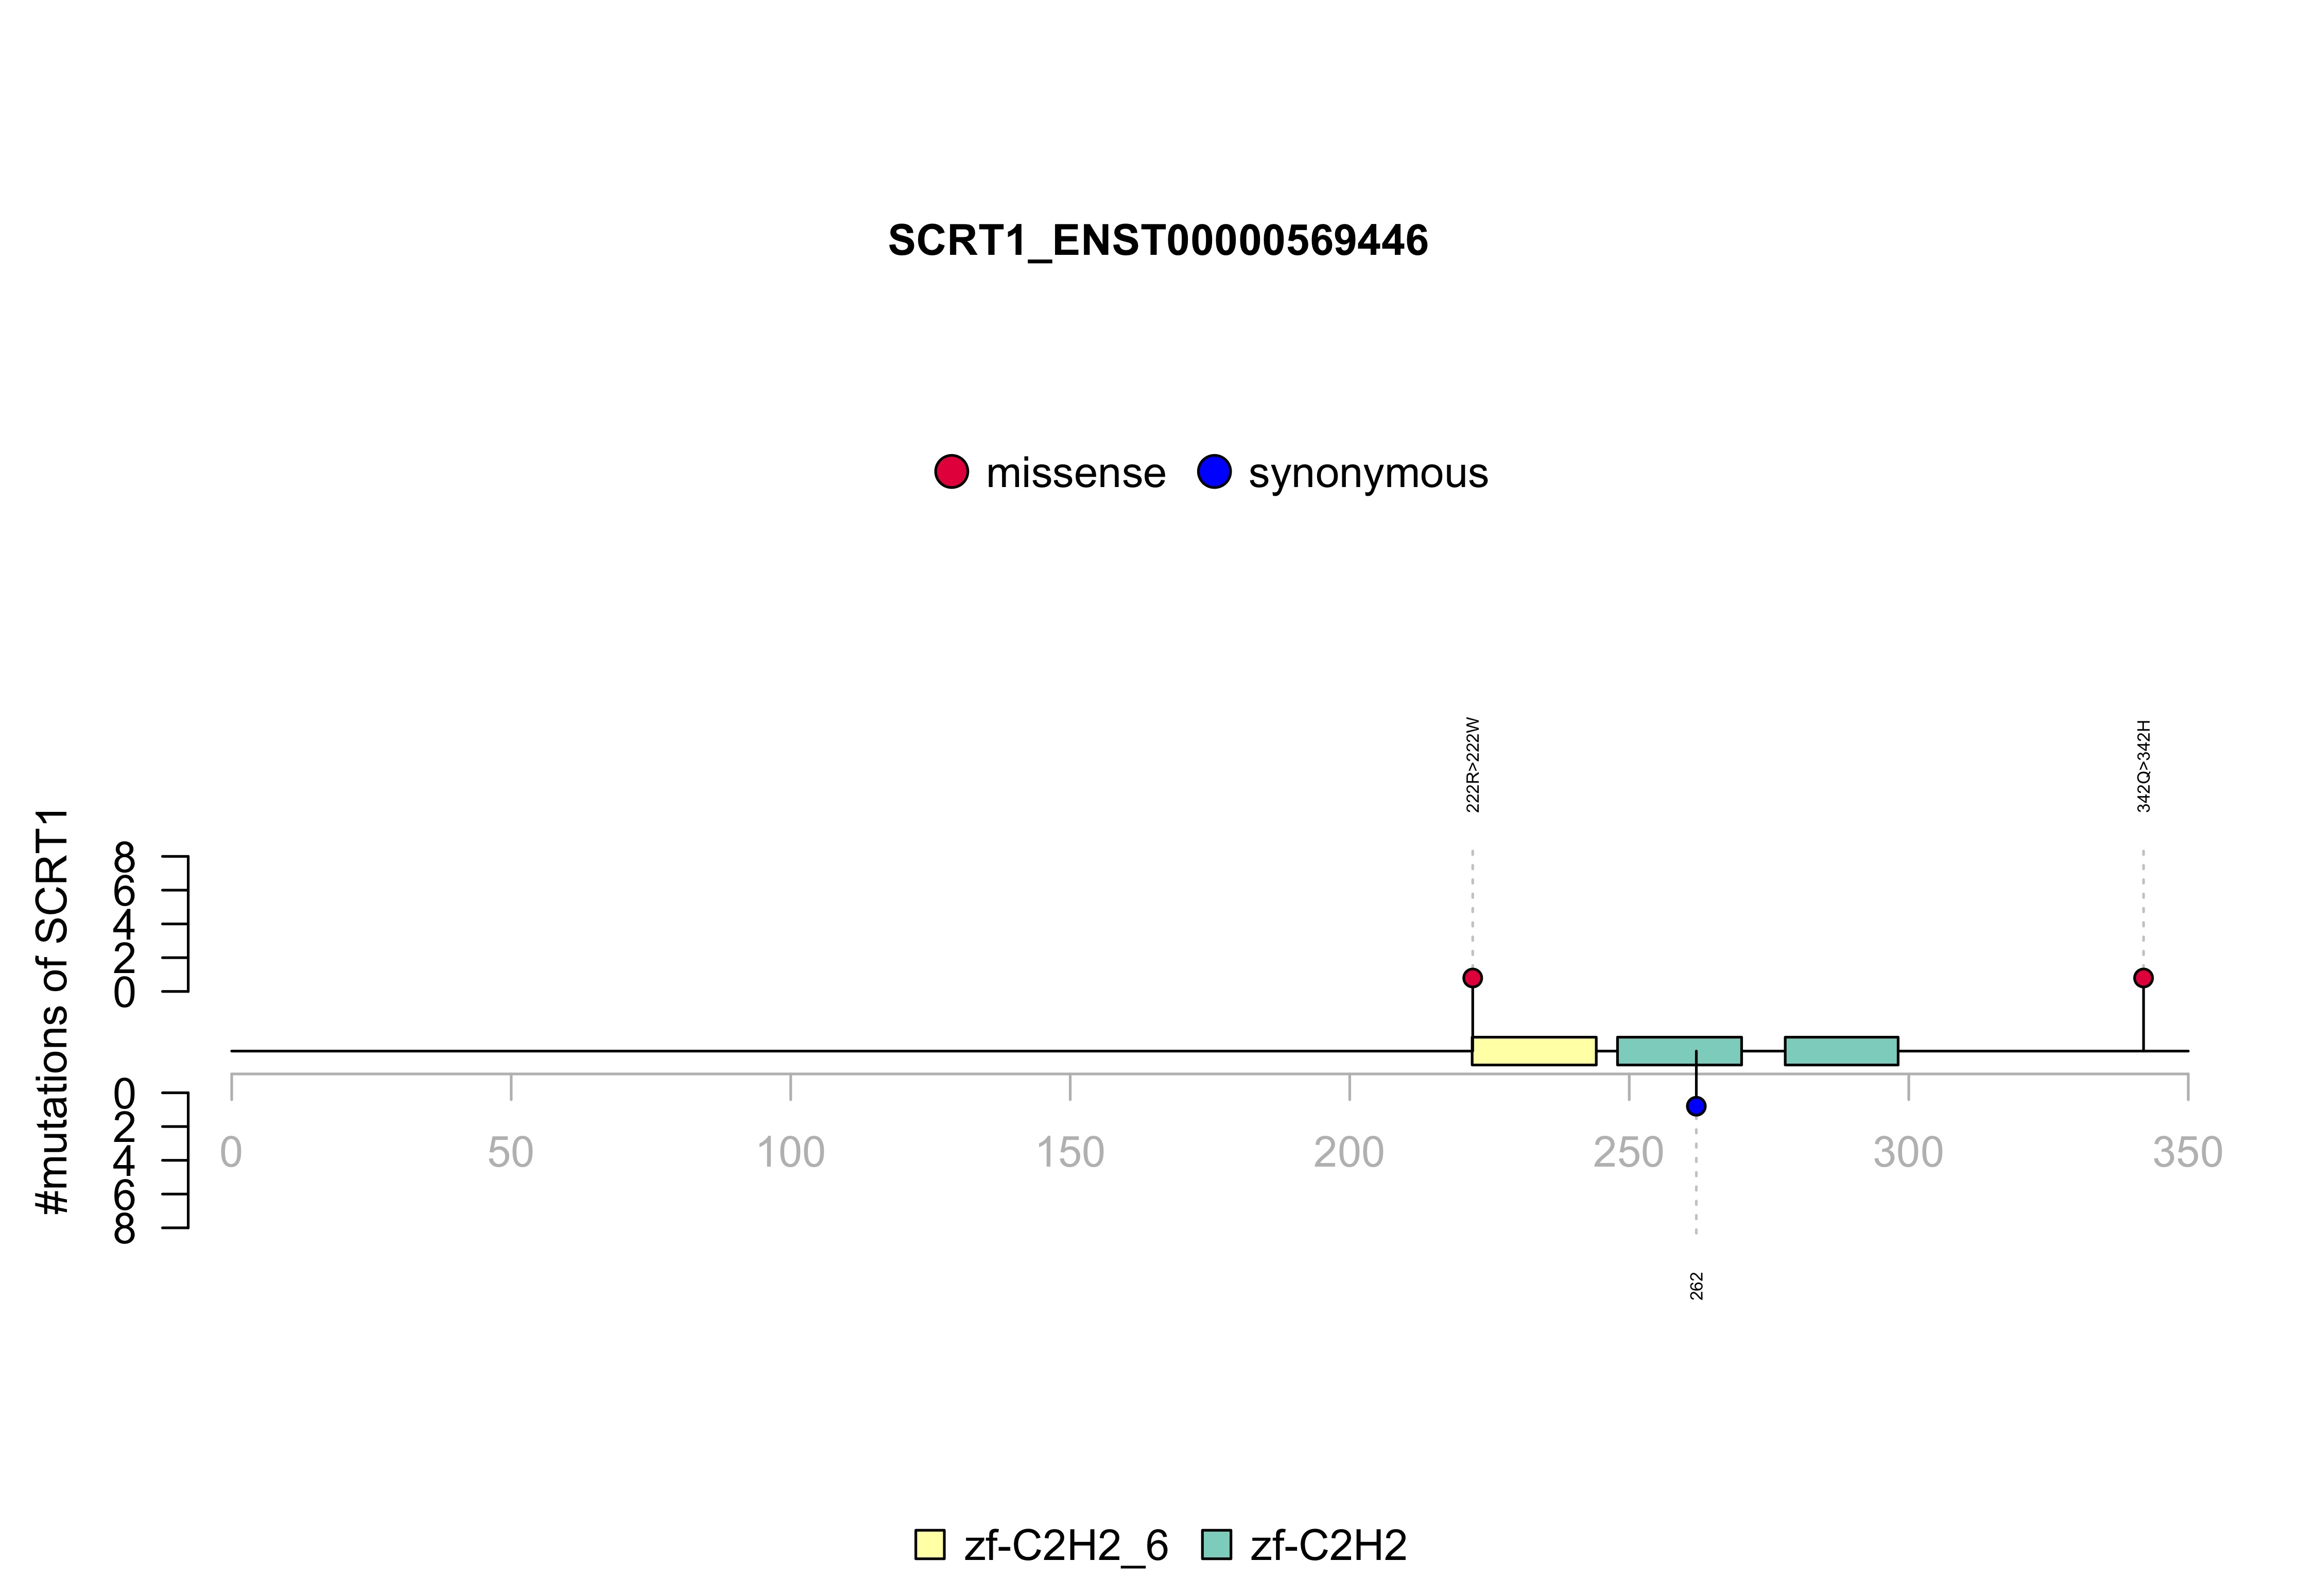 SCRT1_ENST00000569446
missense synonymous
222R>222W
342Q>342H
#mutations of SCRT1
8
6
4
2
0
0
2
4
6
8
0 50 100 150 200 250 300 350
262
zf-C2H2_6 zf-C2H2